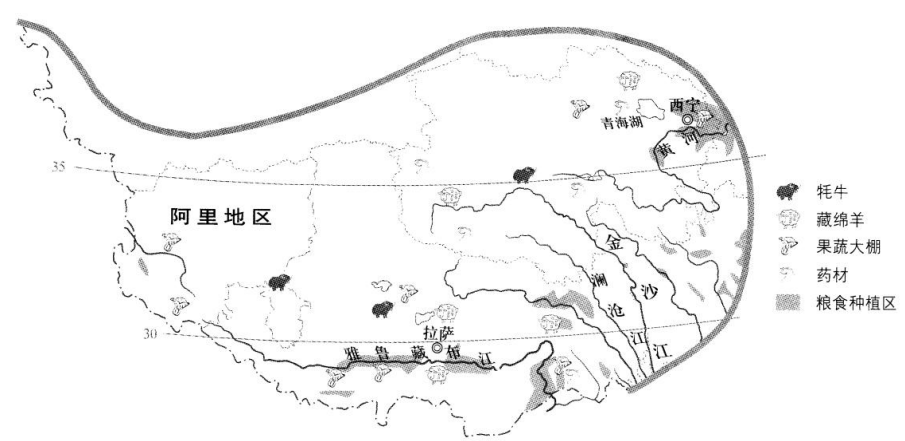 西宁
青海湖
黄河
35
阿里地区
金沙江
澜沧江
30
拉萨
雅鲁藏布江
牦牛
藏绵羊
果蔬大棚
药材
粮食种植区